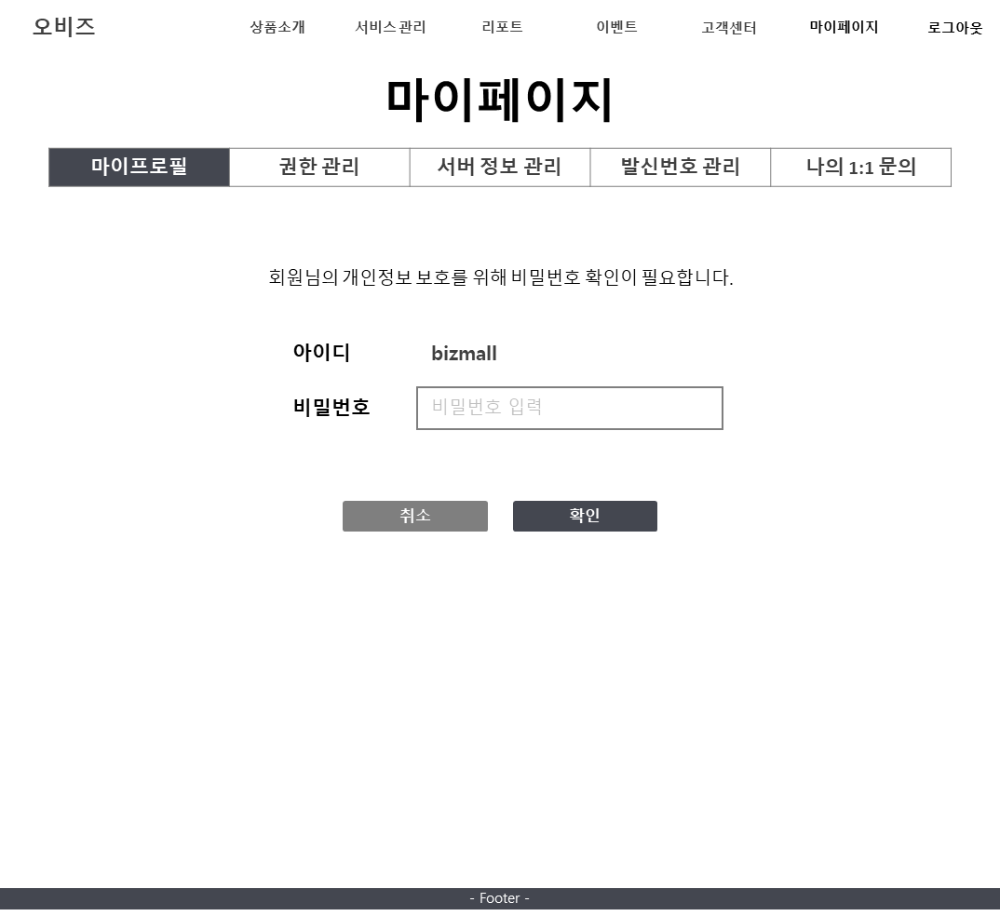 오비즈 상품소개 서비스 관리 리포트 이벤트 고객센터 마이페이지 로그아웃
마이페이지
마이프로필 권한 관리 서버 정보 관리 발신번호 관리 나의 1:1 문의
회원님의 개인정보 보호를 위해 비밀번호 확인이 필요합니다.
아이디 bizmall
비밀번호 비밀번호 입력
취소 확인
- Footer -